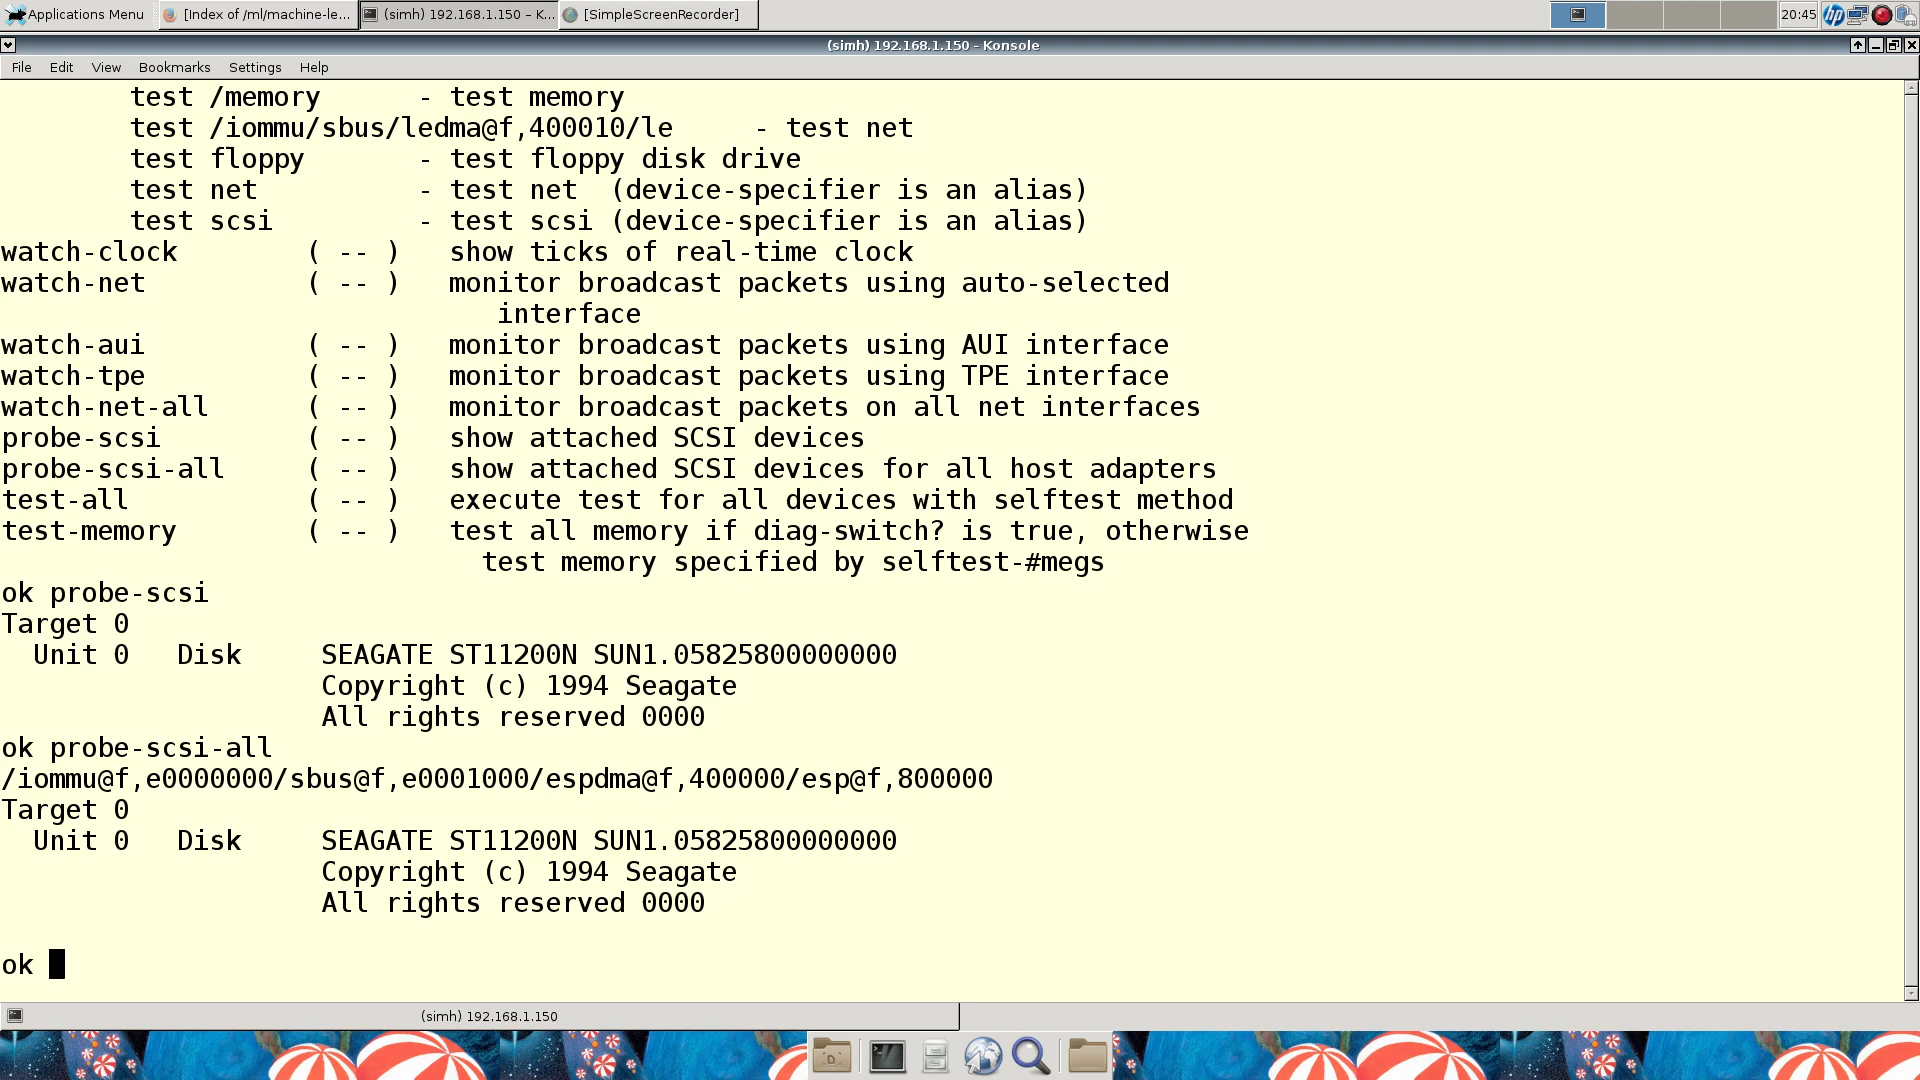 Applications Menu [Index of /ml/machine-le... (simh) 192.168.1.150 – K... [SimpleScreenRecorder] 20:45
(simh) 192.168.1.150 – Konsole
File Edit View Bookmarks Settings Help
test /memory - test memory
test /iommu/sbus/ledma@f,400010/le - test net
test floppy - test floppy disk drive
test net - test net (device-specifier is an alias)
test scsi - test scsi (device-specifier is an alias)
watch-clock ( -- ) show ticks of real-time clock
watch-net ( -- ) monitor broadcast packets using auto-selected
interface
watch-aui ( -- ) monitor broadcast packets using AUI interface
watch-tpe ( -- ) monitor broadcast packets using TPE interface
watch-net-all ( -- ) monitor broadcast packets on all net interfaces
probe-scsi ( -- ) show attached SCSI devices
probe-scsi-all ( -- ) show attached SCSI devices for all host adapters
test-all ( -- ) execute test for all devices with selftest method
test-memory ( -- ) test all memory if diag-switch? is true, otherwise
test memory specified by selftest-#megs
ok probe-scsi
Target 0
Unit 0 Disk SEAGATE ST11200N SUN1.05825800000000
Copyright (c) 1994 Seagate
All rights reserved 0000
ok probe-scsi-all
/iommu@f,e0000000/sbus@f,e0001000/espdma@f,400000/esp@f,800000
Target 0
Unit 0 Disk SEAGATE ST11200N SUN1.05825800000000
Copyright (c) 1994 Seagate
All rights reserved 0000
ok
(simh) 192.168.1.150